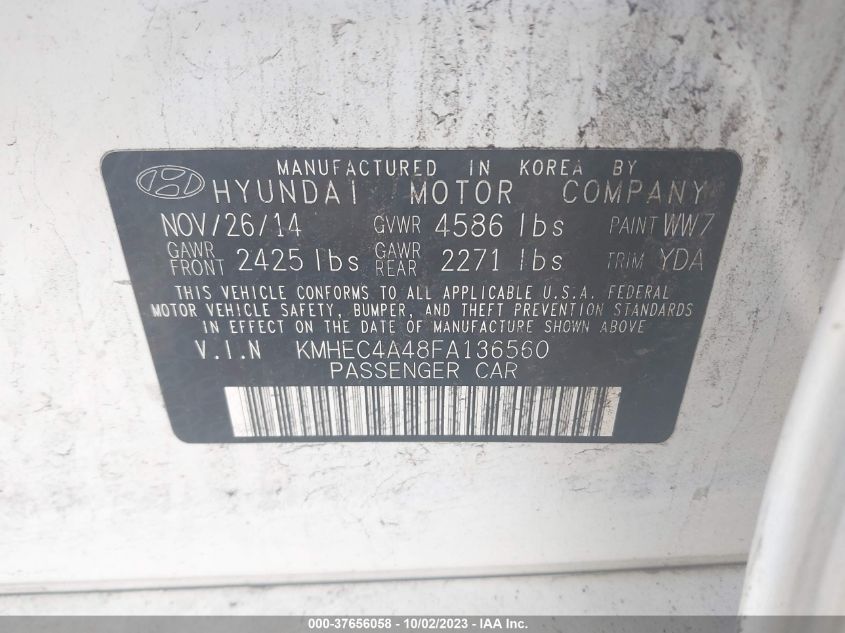 MANUFACTURED IN KOREA BY
HYUNDAI MOTOR COMPANY
NOV/26/14 GVWR 4586 lbs PAINT WW7
GAWR FRONT 2425 lbs GAWR REAR 2271 lbs TRIM YDA
THIS VEHICLE CONFORMS TO ALL APPLICABLE U.S.A. FEDERAL
MOTOR VEHICLE SAFETY, BUMPER, AND THEFT PREVENTION STANDARDS
IN EFFECT ON THE DATE OF MANUFACTURE SHOWN ABOVE
V.I.N KMHEC4A48FA136560
PASSENGER CAR
000-37656058 - 10/02/2023 - IAA Inc.